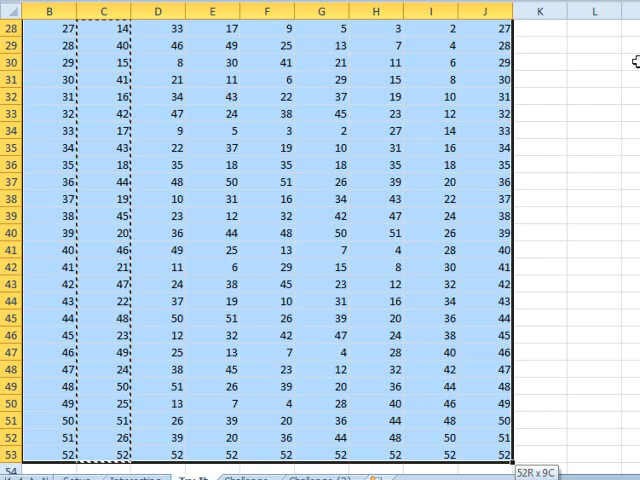 B C D E F G H I J K L
28 27 14 33 17 9 5 3 2 27
29 28 40 46 49 25 13 7 4 28
30 29 15 8 30 41 21 11 6 29
31 30 41 21 11 6 29 15 8 30
32 31 16 34 43 22 37 19 10 31
33 32 42 47 24 38 45 23 12 32
34 33 17 9 5 3 2 27 14 33
35 34 43 22 37 19 10 31 16 34
36 35 18 35 18 35 18 35 18 35
37 36 44 48 50 51 26 39 20 36
38 37 19 10 31 16 34 43 22 37
39 38 45 23 12 32 42 47 24 38
40 39 20 36 44 48 50 51 26 39
41 40 46 49 25 13 7 4 28 40
42 41 21 11 6 29 15 8 30 41
43 42 47 24 38 45 23 12 32 42
44 43 22 37 19 10 31 16 34 43
45 44 48 50 51 26 39 20 36 44
46 45 23 12 32 42 47 24 38 45
47 46 49 25 13 7 4 28 40 46
48 47 24 38 45 23 12 32 42 47
49 48 50 51 26 39 20 36 44 48
50 49 25 13 7 4 28 40 46 49
51 50 51 26 39 20 36 44 48 50
52 51 26 39 20 36 44 48 50 51
53 52 52 52 52 52 52 52 52 52
54
52R x 9C
Setup Interesting Try It Challenge Challenge (2)